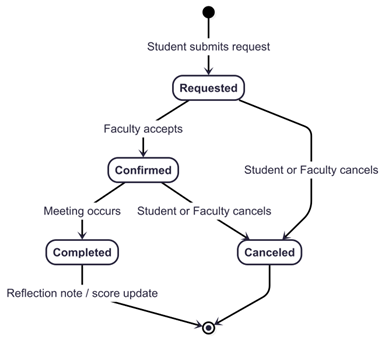 Student submits request
Requested
Faculty accepts
Student or Faculty cancels
Confirmed
Meeting occurs
Student or Faculty cancels
Completed
Canceled
Reflection note / score update